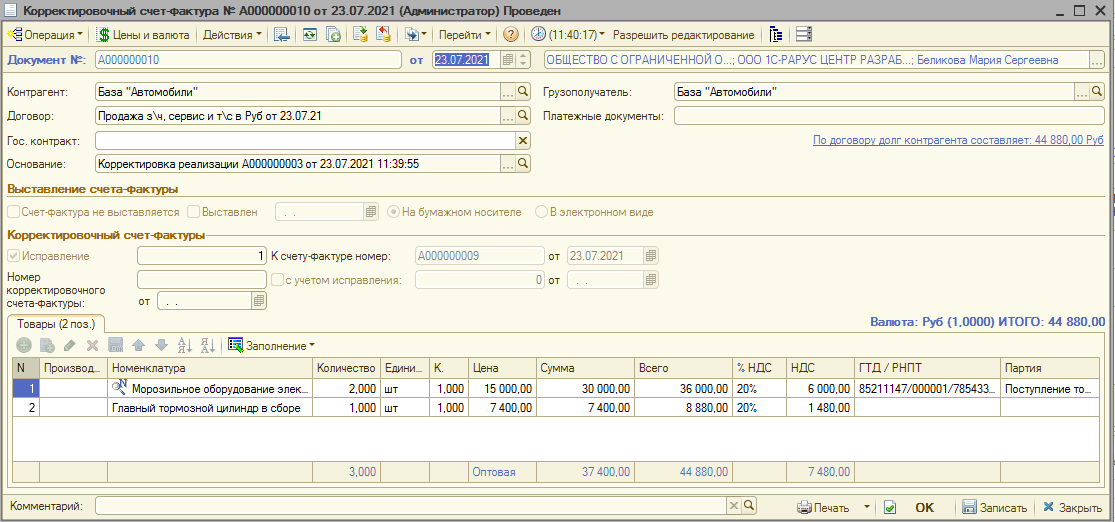 Корректировочный счет-фактура № А000000010 от 23.07.2021 (Администратор) Проведен
Операция Цены и валюта Действия Перейти (11:40:17) Разрешить редактирование
Документ №: А000000010 от 23.07.2021 ОБЩЕСТВО С ОГРАНИЧЕННОЙ О...; ООО 1С-РАРУС ЦЕНТР РАЗРАБ...; Беликова Мария Сергеевна ...
Контрагент: База "Автомобили" ... Грузополучатель: База "Автомобили" ...
Договор: Продажа з\ч, сервис и т\с в Руб от 23.07.21 ... Платежные документы:
Гос. контракт: По договору долг контрагента составляет: 44 880,00 Руб
Основание: Корректировка реализации А000000003 от 23.07.2021 11:39:55 ...
Выставление счета-фактуры
Счет-фактура не выставляется Выставлен . . На бумажном носителе В электронном виде
Корректировочный счет-фактуры
Исправление 1 К счету-фактуре номер: А000000009 от 23.07.2021
Номер корректировочного счета-фактуры: от . . с учетом исправления: 0 от . .
Товары (2 поз.) Валюта: Руб (1,0000) ИТОГО: 44 880,00
Заполнение
N Производ... Номенклатура Количество Едини... К. Цена Сумма Всего % НДС НДС ГТД / РНПТ Партия
1 Морозильное оборудование элек... 2,000 шт 1,000 15 000,00 30 000,00 36 000,00 20% 6 000,00 85211147/000001/785433... Поступление то...
2 Главный тормозной цилиндр в сборе 1,000 шт 1,000 7 400,00 7 400,00 8 880,00 20% 1 480,00
3,000 Оптовая 37 400,00 44 880,00 7 480,00
Комментарий: Печать ОК Записать Закрыть